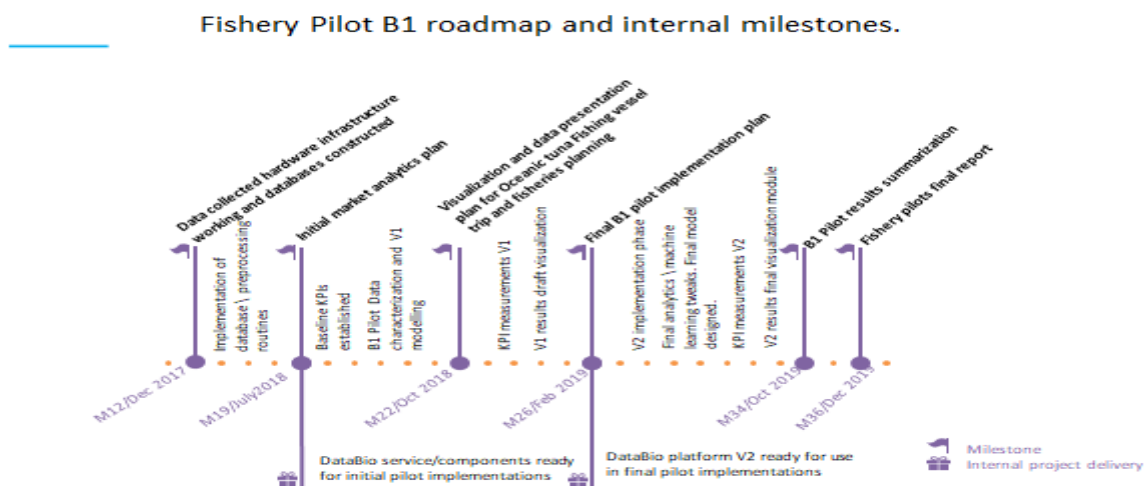 Fishery Pilot B1 roadmap and internal milestones.
Data collected hardware infrastructure
working and databases constructed
Implementation of
database \ preprocessing
routines
Initial market analytics plan
Baseline KPIs
established
B1 Pilot Data
characterization and V1
modelling
Visualization and data presentation
plan for Oceanic tuna Fishing vessel
trip and fisheries planning
KPI measurements V1
V1 results draft visualization
Final B1 pilot implementation plan
V2 implementation phase
Final analytics \ machine
learning tweaks. Final model
designed.
KPI measurements V2
V2 results final visualization module
B1 Pilot results summarization
Fishery pilots final report
M12/Dec 2017
M19/July2018
M22/Oct 2018
M26/Feb 2019
M34/Oct 2019
M36/Dec 2019
DataBio service/components ready
for initial pilot implementations
DataBio platform V2 ready for use
in final pilot implementations
Milestone
Internal project delivery